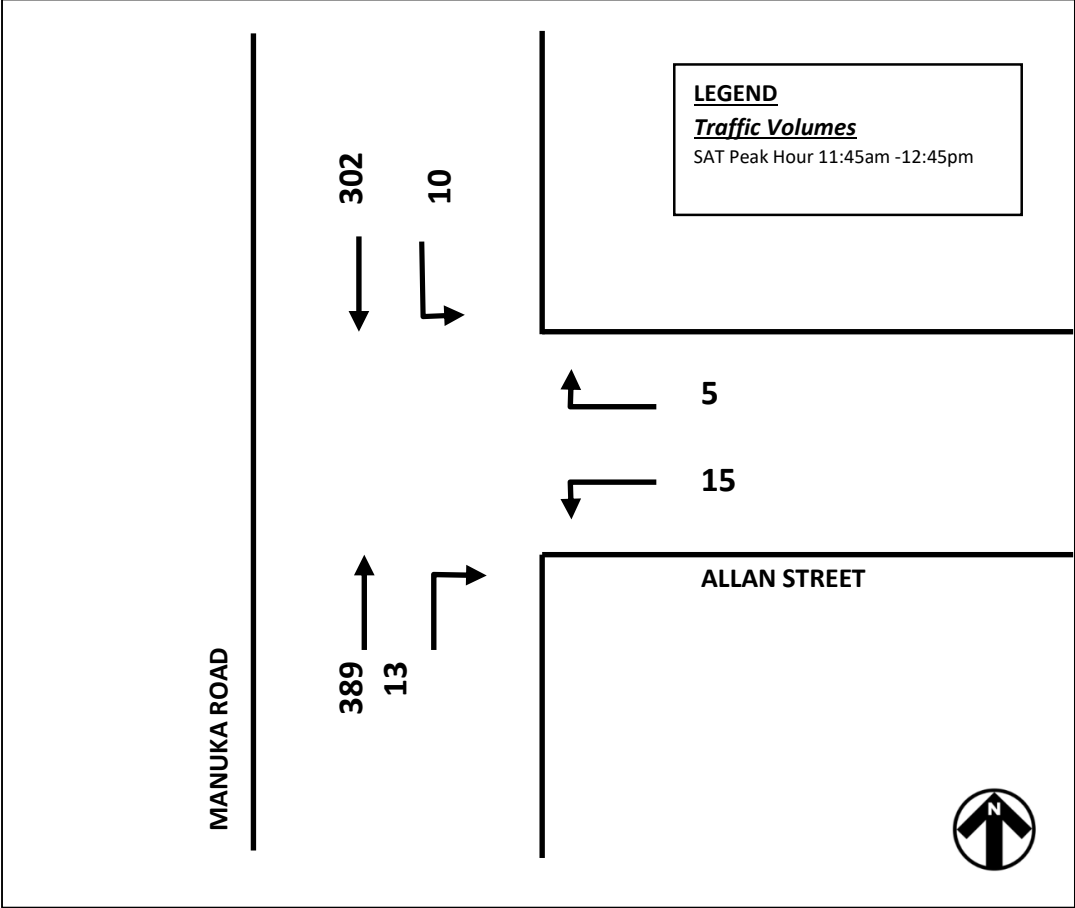 LEGEND
Traffic Volumes
SAT Peak Hour 11:45am -12:45pm
302
10
5
15
ALLAN STREET
389
13
MANUKA ROAD
N